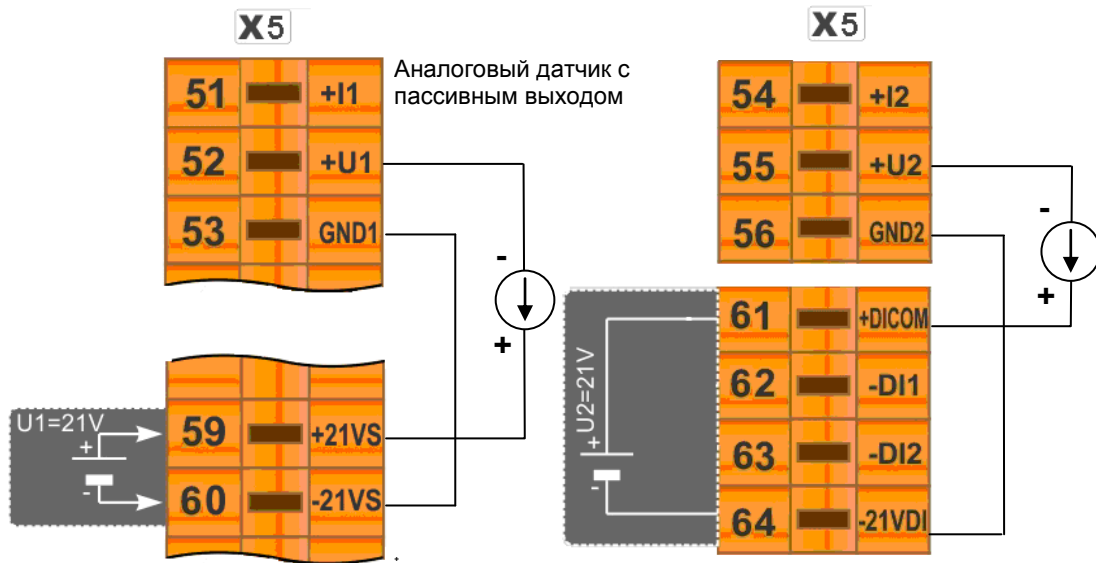 X5
51 +I1
52 +U1
53 GND1
Аналоговый датчик с
пассивным выходом
-
+
U1=21V
+
-
59 +21VS
60 -21VS
X5
54 +I2
55 +U2
56 GND2
-
+
U2=21V
+
-
61 +DICOM
62 -DI1
63 -DI2
64 -21VDI